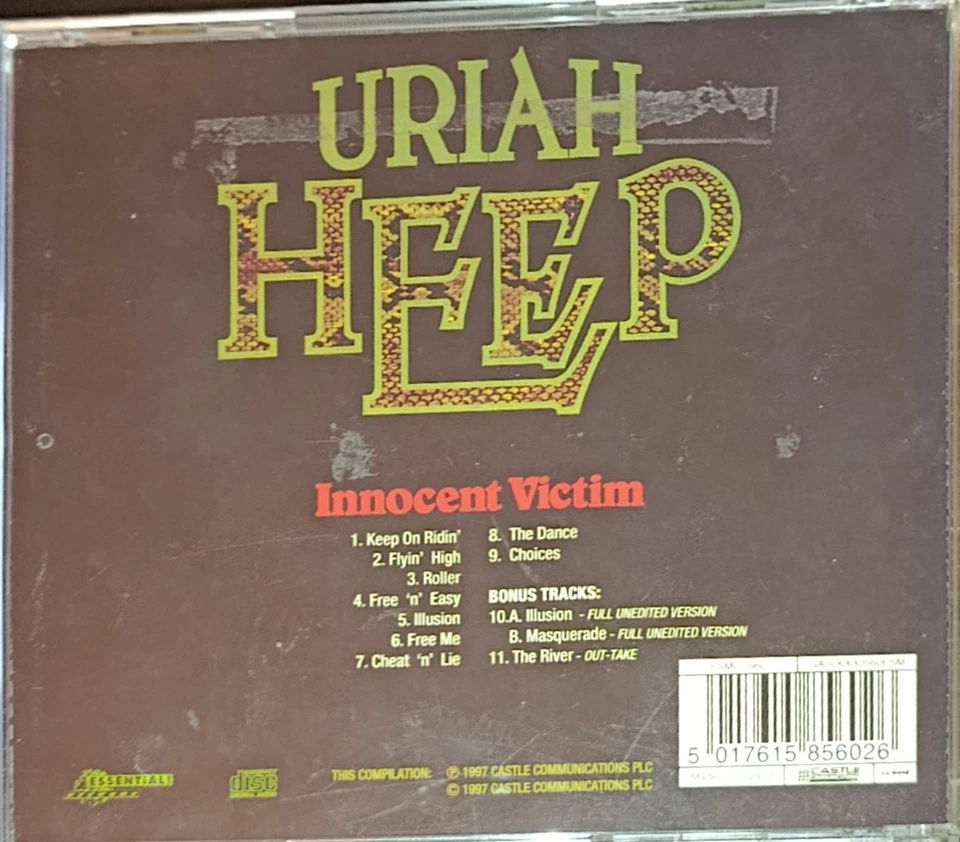 URIAH
HEEP
Innocent Victim
1. Keep On Ridin'
2. Flyin' High
3. Roller
4. Free 'n' Easy
5. Illusion
6. Free Me
7. Cheat 'n' Lie
8. The Dance
9. Choices
BONUS TRACKS:
10.A. Illusion - FULL UNEDITED VERSION
B. Masquerade - FULL UNEDITED VERSION
11. The River - OUT-TAKE
5 017615 856026
CASTLE
ESSENTIAL!
disc
THIS COMPILATION: ℗ 1997 CASTLE COMMUNICATIONS PLC
© 1997 CASTLE COMMUNICATIONS PLC